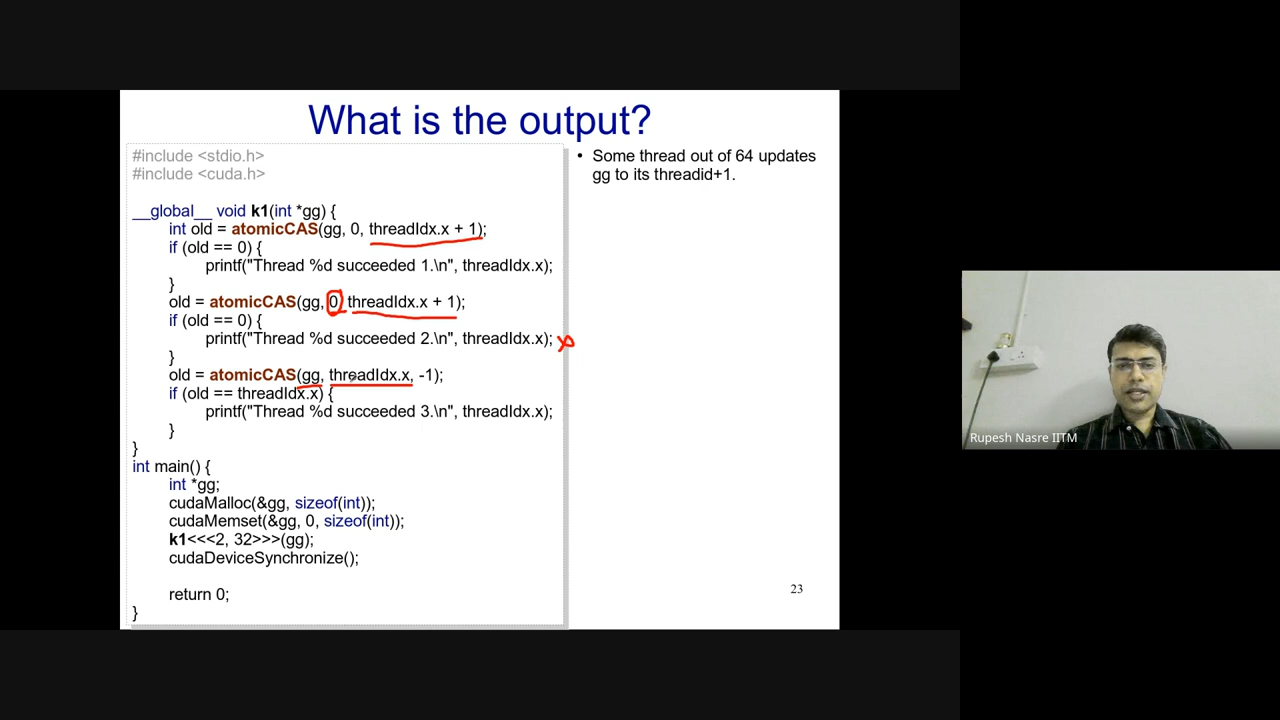 What is the output?
#include <stdio.h>
#include <cuda.h>
__global__ void k1(int *gg) {
int old = atomicCAS(gg, 0, threadIdx.x + 1);
if (old == 0) {
printf("Thread %d succeeded 1.\n", threadIdx.x);
}
old = atomicCAS(gg, 0, threadIdx.x + 1);
if (old == 0) {
printf("Thread %d succeeded 2.\n", threadIdx.x);
}
old = atomicCAS(gg, threadIdx.x, -1);
if (old == threadIdx.x) {
printf("Thread %d succeeded 3.\n", threadIdx.x);
}
}
int main() {
int *gg;
cudaMalloc(&gg, sizeof(int));
cudaMemset(&gg, 0, sizeof(int));
k1<<<2, 32>>>(gg);
cudaDeviceSynchronize();
return 0;
}
• Some thread out of 64 updates
gg to its threadid+1.
23
Rupesh Nasre IITM